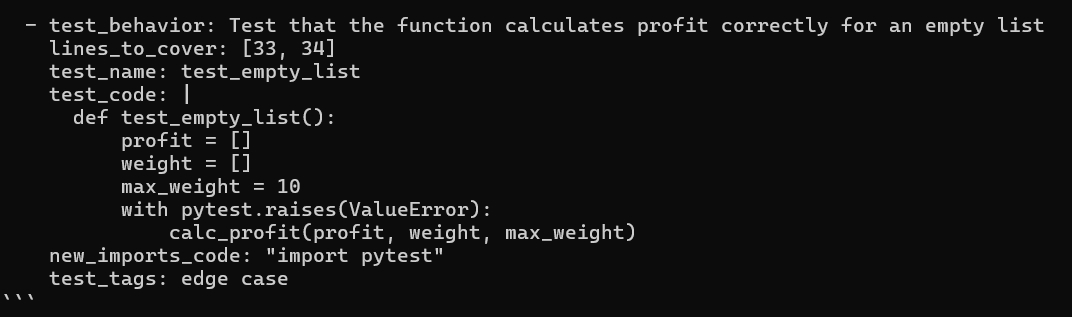 - test_behavior: Test that the function calculates profit correctly for an empty list
lines_to_cover: [33, 34]
test_name: test_empty_list
test_code: |
def test_empty_list():
profit = []
weight = []
max_weight = 10
with pytest.raises(ValueError):
calc_profit(profit, weight, max_weight)
new_imports_code: "import pytest"
test_tags: edge case
```